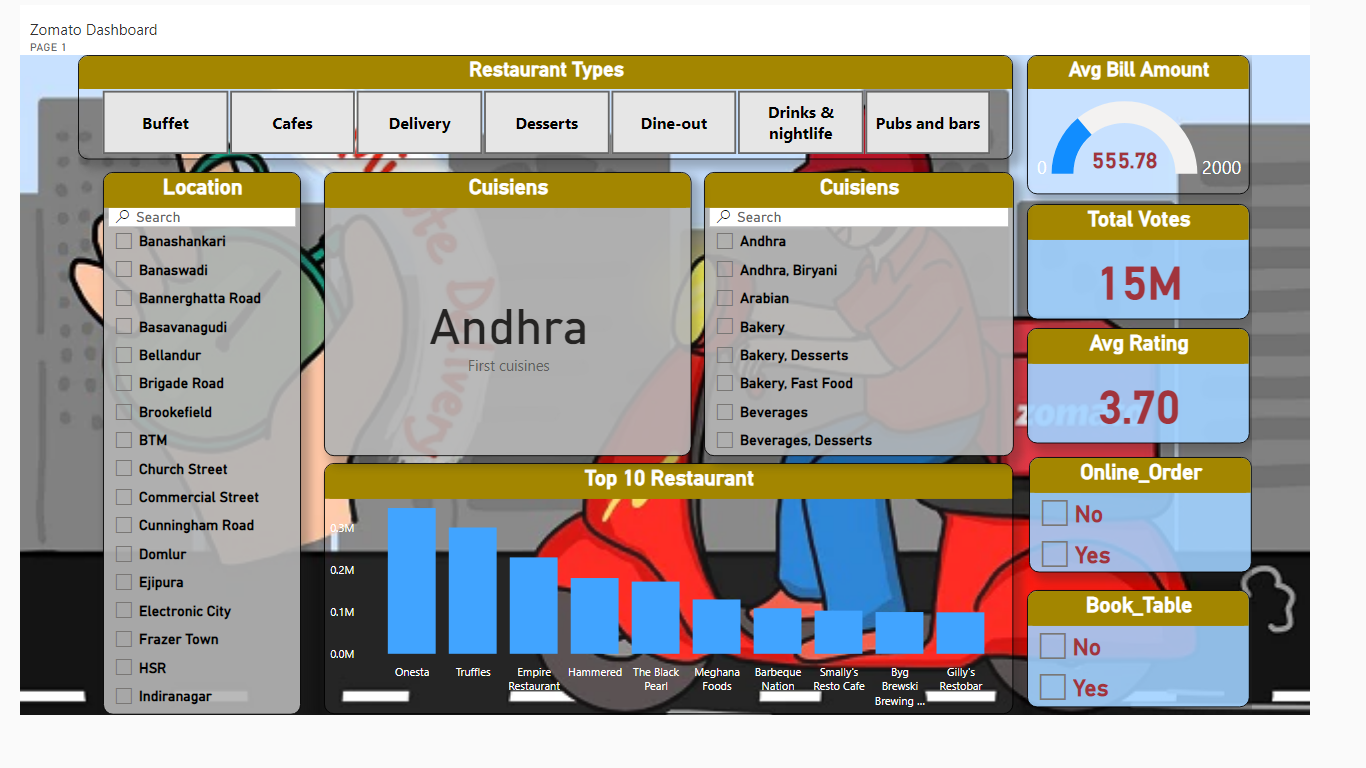 Zomato Dashboard
PAGE 1
Restaurant Types
Buffet
Cafes
Delivery
Desserts
Dine-out
Drinks &
nightlife
Pubs and bars
Avg Bill Amount
0
555.78
2000
Location
Search
Banashankari
Banaswadi
Bannerghatta Road
Basavanagudi
Bellandur
Brigade Road
Brookefield
BTM
Church Street
Commercial Street
Cunningham Road
Domlur
Ejipura
Electronic City
Frazer Town
HSR
Indiranagar
Cuisiens
Andhra
First cuisines
Cuisiens
Search
Andhra
Andhra, Biryani
Arabian
Bakery
Bakery, Desserts
Bakery, Fast Food
Beverages
Beverages, Desserts
Total Votes
15M
Avg Rating
3.70
zomato
Online_Order
No
Yes
Book_Table
No
Yes
Top 10 Restaurant
0.3M
0.2M
0.1M
0.0M
Onesta
Truffles
Empire
Restaurant
Hammered
The Black
Pearl
Meghana
Foods
Barbeque
Nation
Smally's
Resto Cafe
Byg
Brewski
Brewing ...
Gilly's
Restobar
Delivery